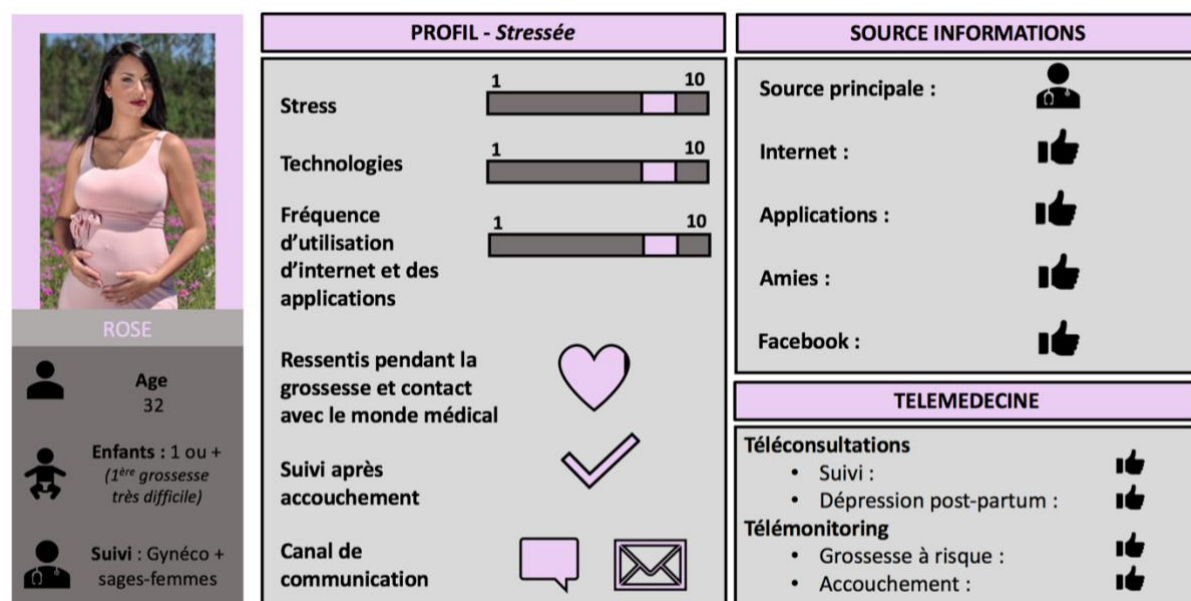 ROSE
Age
32
Enfants : 1 ou +
(1ère grossesse
très difficile)
Suivi : Gynéco +
sages-femmes
PROFIL - Stressée
Stress
1 10
Technologies
1 10
Fréquence
d'utilisation
d'internet et des
applications
1 10
Ressentis pendant la
grossesse et contact
avec le monde médical
Suivi après
accouchement
Canal de
communication
SOURCE INFORMATIONS
Source principale :
Internet :
Applications :
Amies :
Facebook :
TELEMEDECINE
Téléconsultations
• Suivi :
• Dépression post-partum :
Télémonitoring
• Grossesse à risque :
• Accouchement :